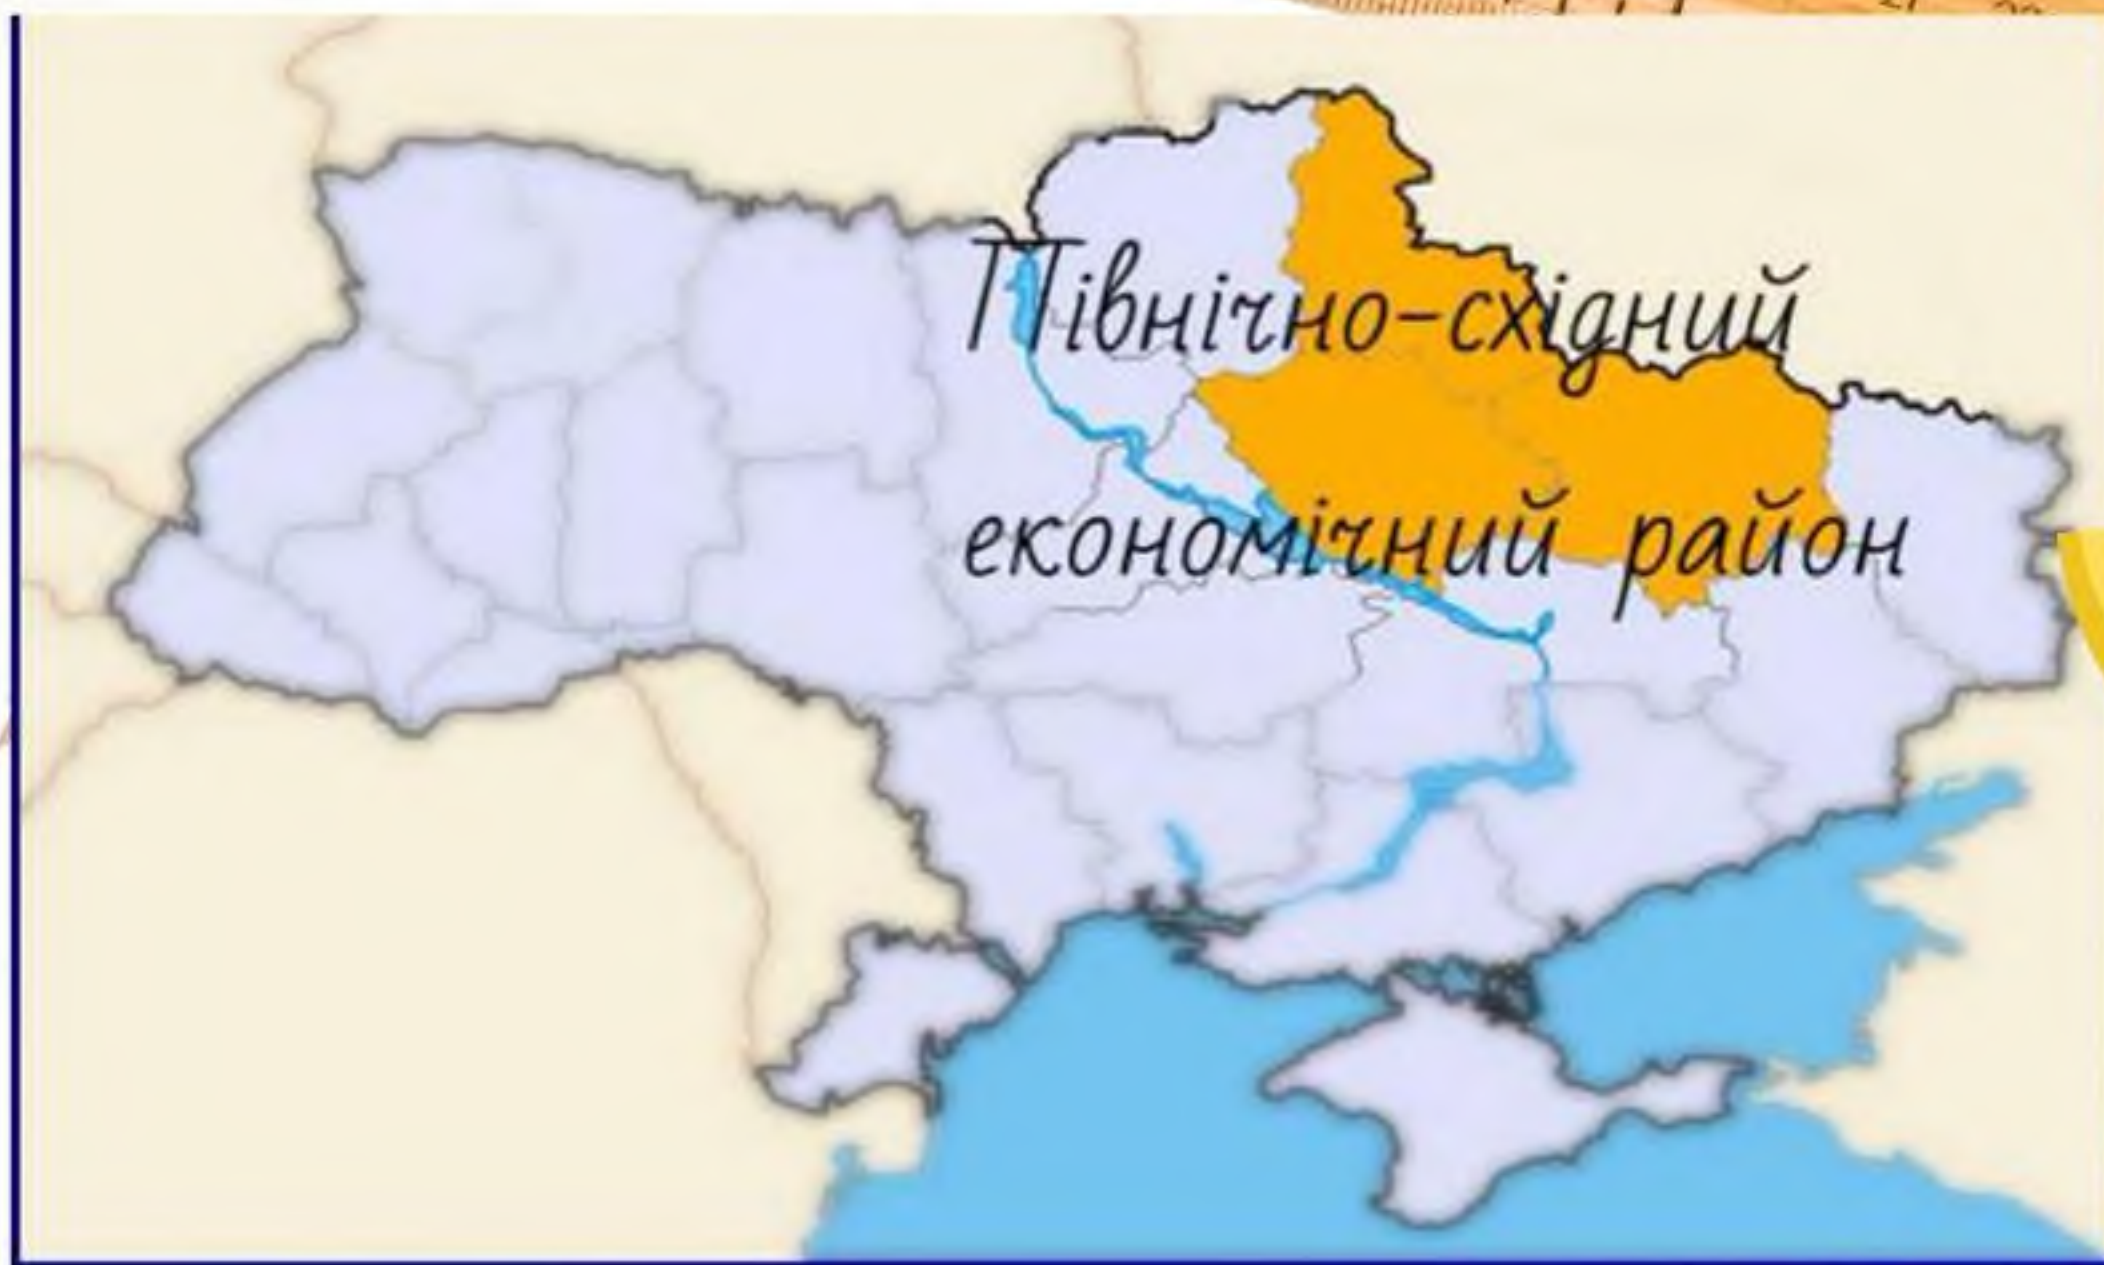 Північно-східний
економічний район